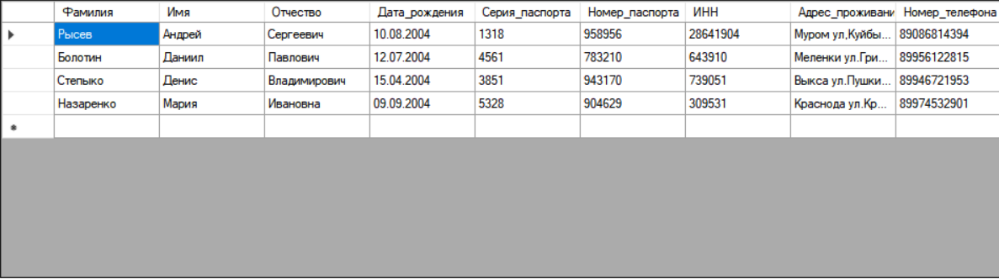 Фамилия Имя Отчество Дата_рождения Серия_паспорта Номер_паспорта ИНН Адрес_проживани Номер_телефона
Рысев Андрей Сергеевич 10.08.2004 1318 958956 28641904 Муром ул,Куйбы... 89086814394
Болотин Даниил Павлович 12.07.2004 4561 783210 643910 Меленки ул.Гри... 89956122815
Степыко Денис Владимирович 15.04.2004 3851 943170 739051 Выкса ул.Пушки... 89946721953
Назаренко Мария Ивановна 09.09.2004 5328 904629 309531 Краснода ул.Кр... 89974532901